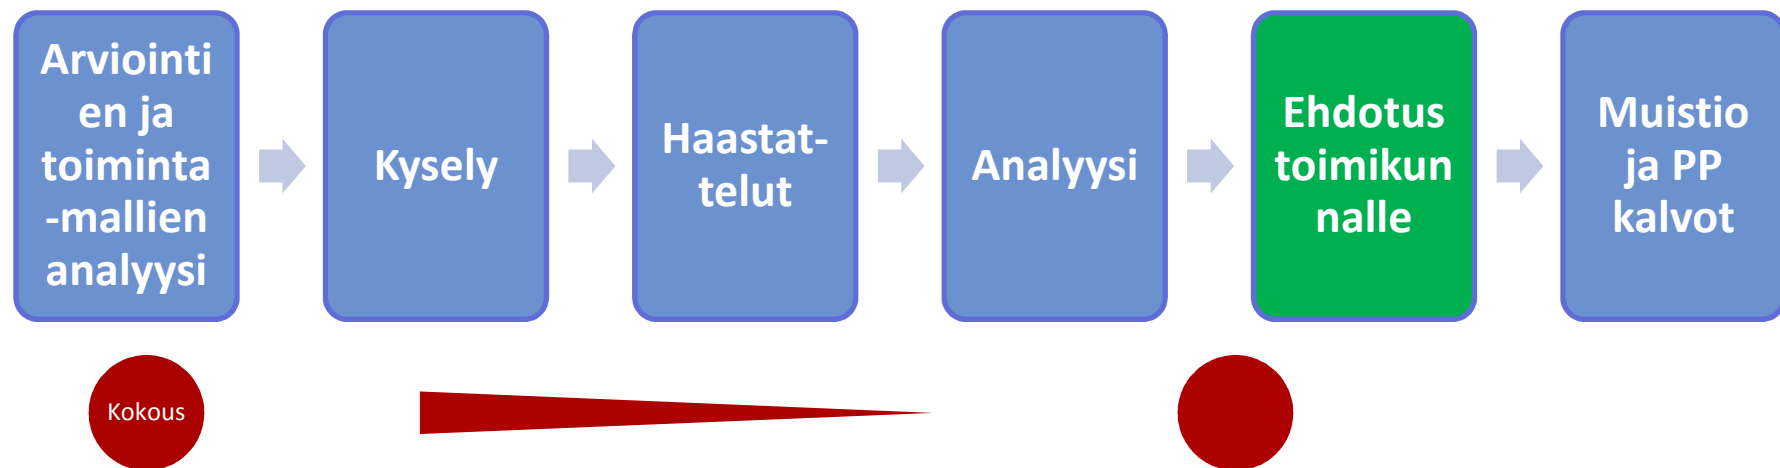 Arviointi
en ja
toiminta
-mallien
analyysi
Kysely
Haastat-
telut
Analyysi
Ehdotus
toimikun
nalle
Muistio
ja PP
kalvot
Kokous